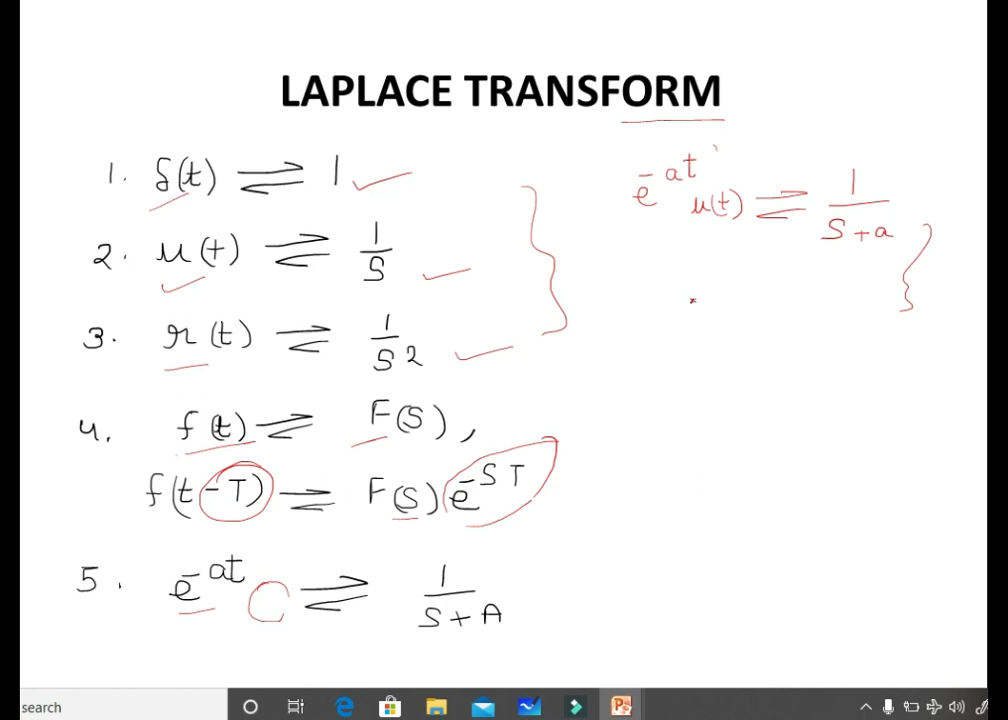 LAPLACE TRANSFORM
1. δ(t) ⇌ 1
2. u(t) ⇌ 1/S
3. r(t) ⇌ 1/S²
4. f(t) ⇌ F(S),
f(t-T) ⇌ F(S) e^-ST
5. e^-at ⇌ 1/(S+A)
e^-at u(t) ⇌ 1/(S+a)
search